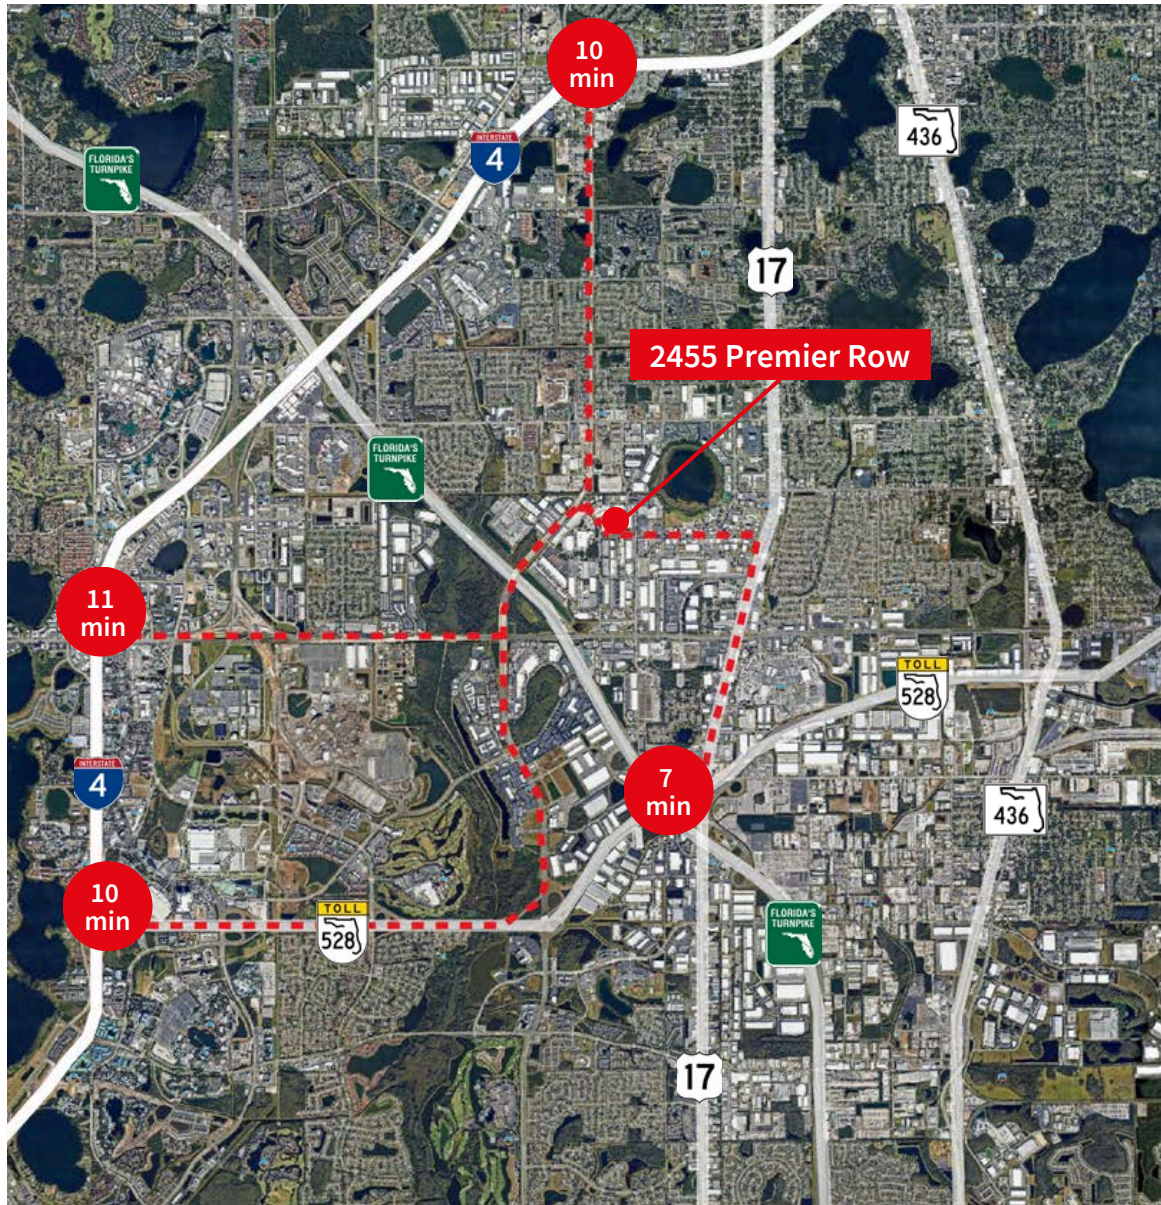 10
min
436
INTERSTATE
4
FLORIDA'S
TURNPIKE
17
2455 Premier Row
FLORIDA'S
TURNPIKE
11
min
TOLL
528
INTERSTATE
4
7
min
436
10
min
TOLL
528
FLORIDA'S
TURNPIKE
17